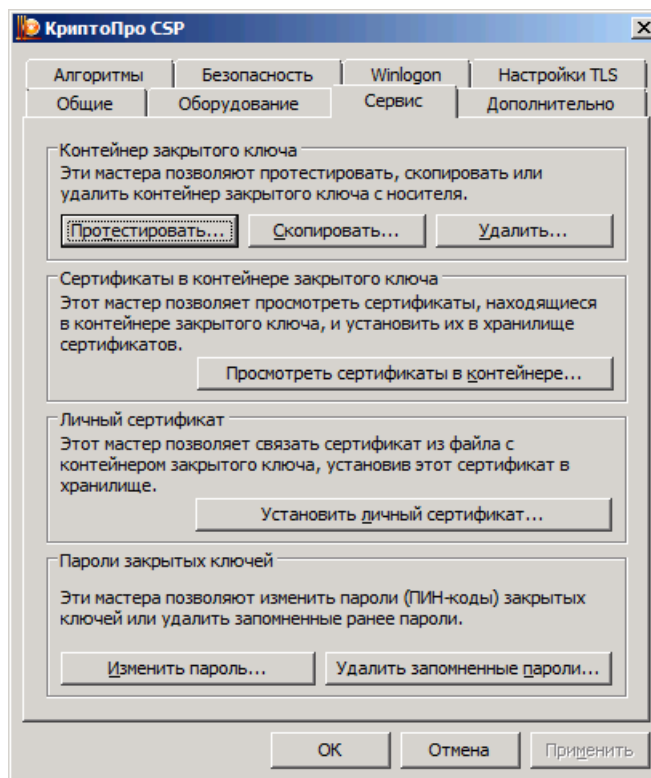 КриптоПро CSP
Алгоритмы Безопасность Winlogon Настройки TLS
Общие Оборудование Сервис Дополнительно
Контейнер закрытого ключа
Эти мастера позволяют протестировать, скопировать или
удалить контейнер закрытого ключа с носителя.
Протестировать... Скопировать... Удалить...
Сертификаты в контейнере закрытого ключа
Этот мастер позволяет просмотреть сертификаты, находящиеся
в контейнере закрытого ключа, и установить их в хранилище
сертификатов.
Просмотреть сертификаты в контейнере...
Личный сертификат
Этот мастер позволяет связать сертификат из файла с
контейнером закрытого ключа, установив этот сертификат в
хранилище.
Установить личный сертификат...
Пароли закрытых ключей
Эти мастера позволяют изменить пароли (ПИН-коды) закрытых
ключей или удалить запомненные ранее пароли.
Изменить пароль... Удалить запомненные пароли...
ОК Отмена Применить